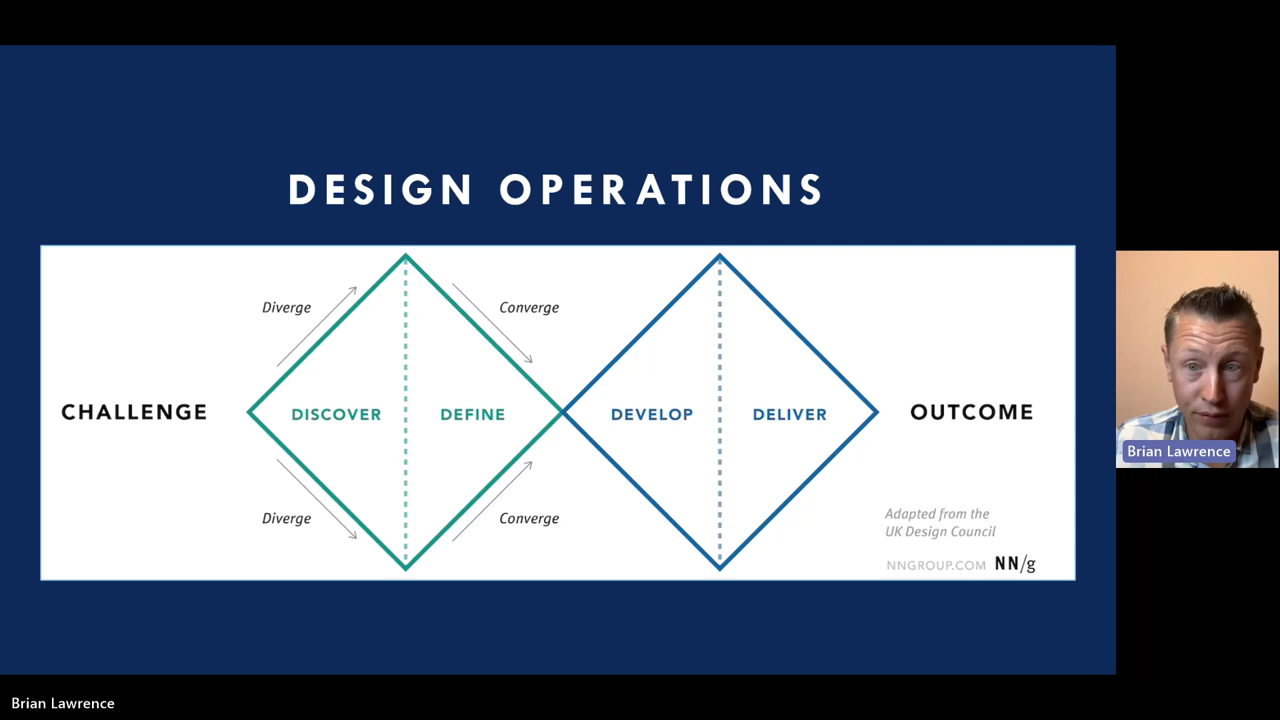 DESIGN OPERATIONS
Diverge
Converge
CHALLENGE
DISCOVER
DEFINE
DEVELOP
DELIVER
OUTCOME
Diverge
Converge
Adapted from the
UK Design Council
NNGROUP.COM NN/g
Brian Lawrence
Brian Lawrence